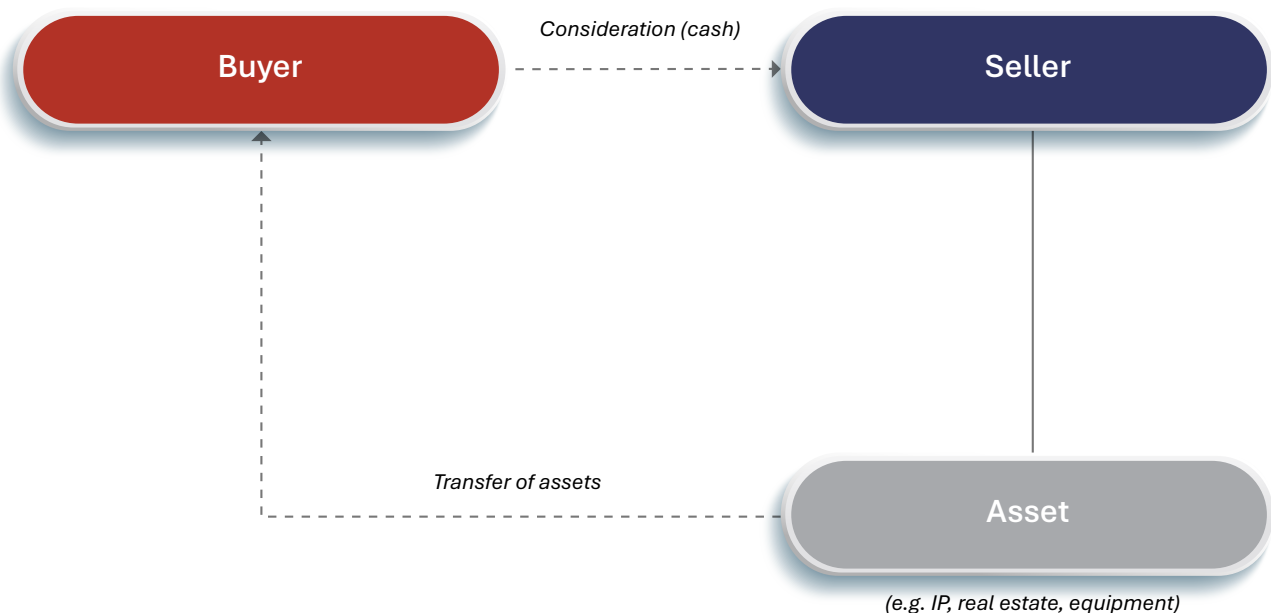 Consideration (cash)
Buyer
Seller
Transfer of assets
Asset
(e.g. IP, real estate, equipment)